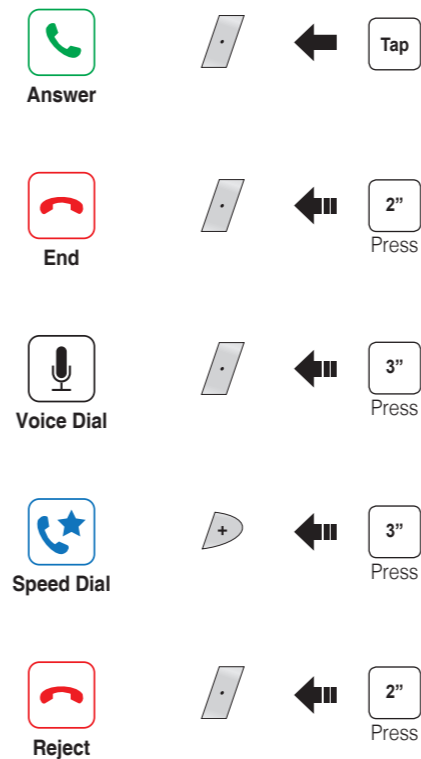 Tap
Answer
2”
Press
End
3”
Press
Voice Dial
+
3”
Press
Speed Dial
2”
Press
Reject